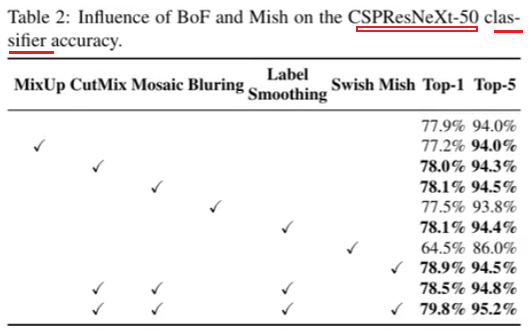 Table 2: Influence of BoF and Mish on the CSPResNeXt-50 clas-
sifier accuracy.
MixUp CutMix Mosaic Bluring Label Smoothing Swish Mish Top-1 Top-5
77.9% 94.0%
✓ 77.2% 94.0%
✓ 78.0% 94.3%
✓ 78.1% 94.5%
✓ 77.5% 93.8%
✓ 78.1% 94.4%
✓ 64.5% 86.0%
✓ 78.9% 94.5%
✓ ✓ ✓ 78.5% 94.8%
✓ ✓ ✓ ✓ 79.8% 95.2%